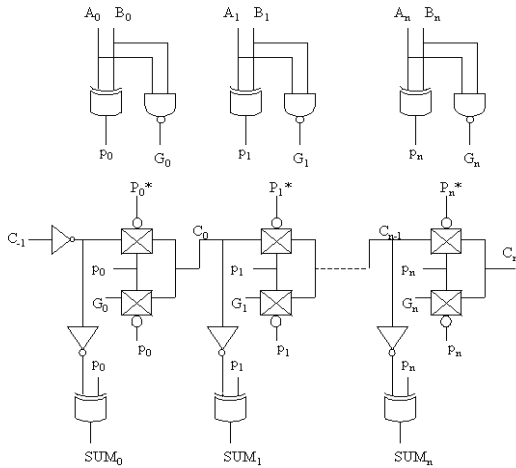 A0 B0 A1 B1 An Bn
p0 G0 p1 G1 pn Gn
P0* P1* Pn*
C-1 C0 Cn-1 Cn
p0 p1 pn
G0 G1 Gn
p0 p1 pn
p0 p1 pn
SUM0 SUM1 SUMn